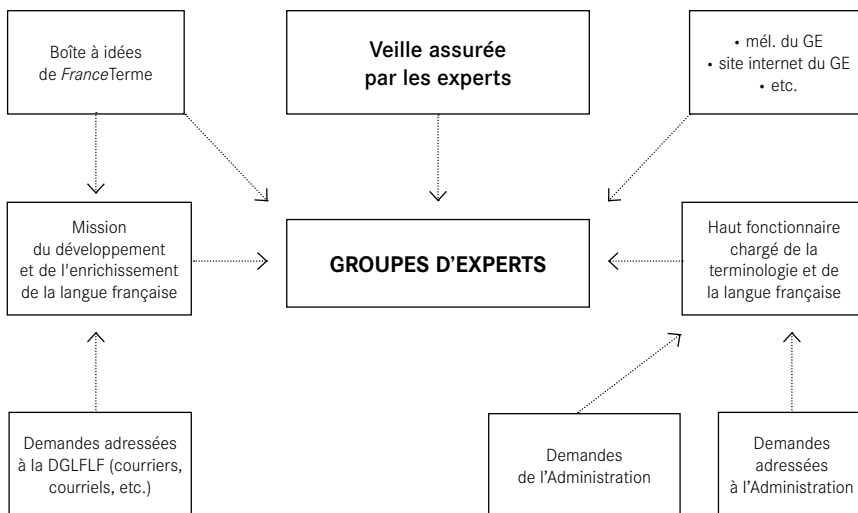 Boîte à idées
de FranceTerme
Veille assurée
par les experts
• mél. du GE
• site internet du GE
• etc.
Mission
du développement
et de l'enrichissement
de la langue française
GROUPES D'EXPERTS
Haut fonctionnaire
chargé de la
terminologie et de
la langue française
Demandes adressées
à la DGLFLF (courriers,
courriels, etc.)
Demandes
de l'Administration
Demandes
adressées
à l'Administration